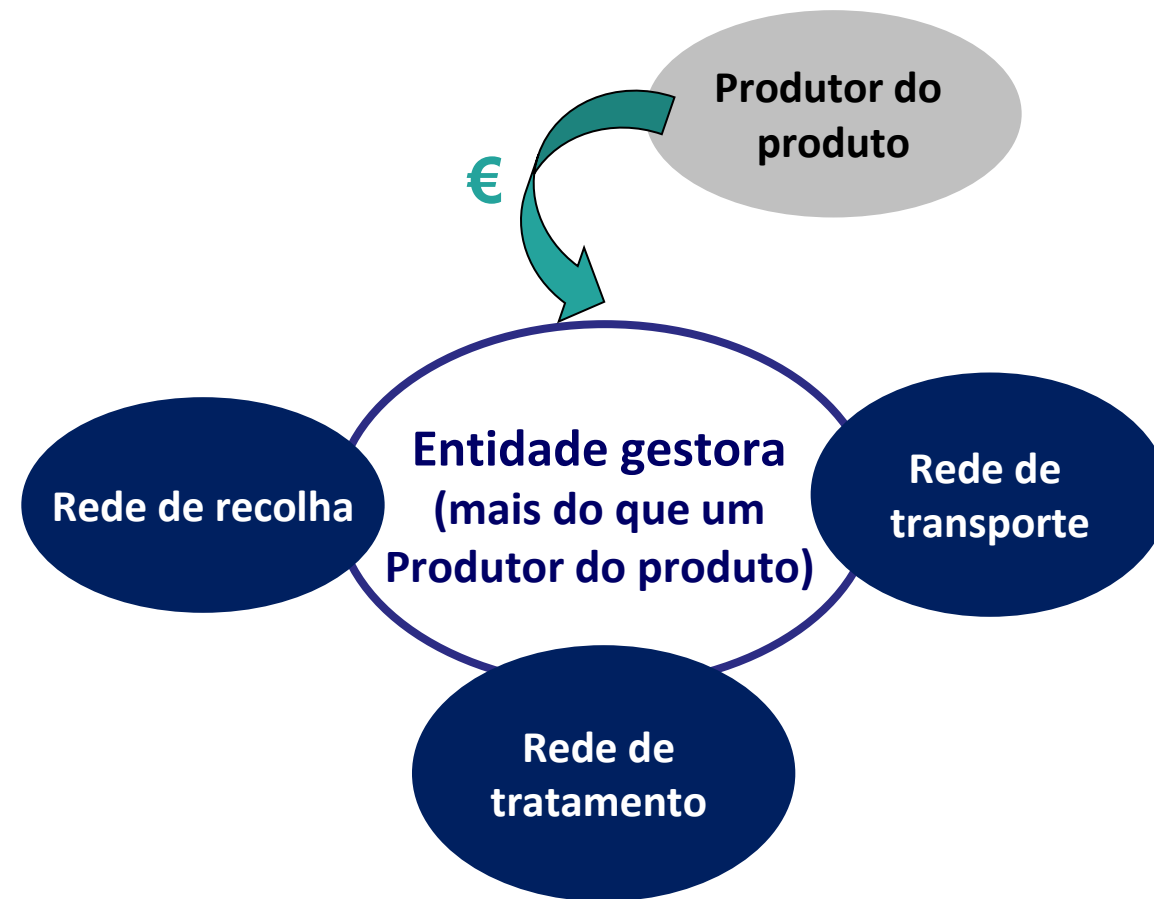 Produtor do
produto
€
Entidade gestora
(mais do que um
Produtor do produto)
Rede de recolha
Rede de
transporte
Rede de
tratamento